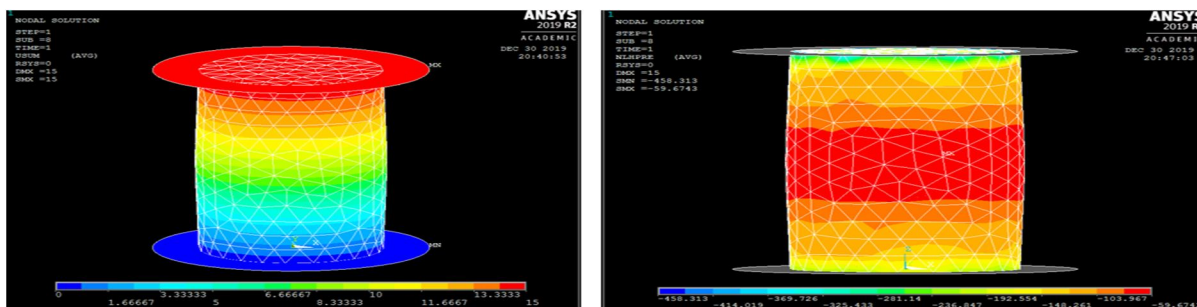 1
NODAL SOLUTION
STEP=1
SUB =8
TIME=1
USUM (AVG)
RSYS=0
DMX =15
SMX =15
ANSYS
2019 R2
ACADEMIC
DEC 30 2019
20:40:53
MX
MN
Z
X
0
3.33333
6.66667
10
13.3333
1.66667
5
8.33333
11.6667
15
1
NODAL SOLUTION
STEP=1
SUB =8
TIME=1
NLHPRE (AVG)
RSYS=0
DMX =15
SMN =-458.313
SMX =-59.6743
ANSYS
2019 R2
ACADEMIC
DEC 30 2019
20:47:03
MX
-458.313
-369.726
-281.14
-192.554
-103.967
-414.019
-325.433
-236.847
-148.261